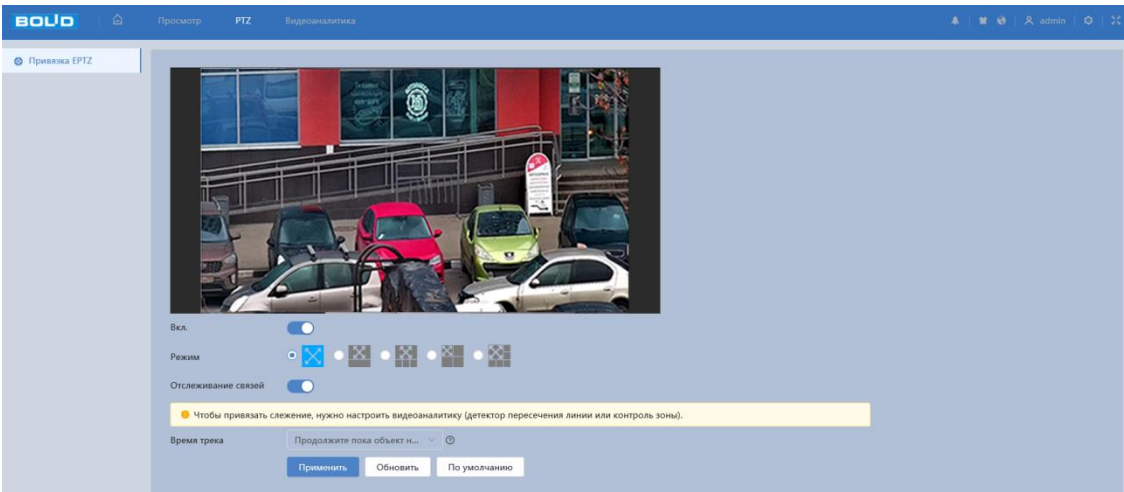 BOLID
Просмотр
PTZ
Видеоаналитика
admin
Привязка EPTZ
Вкл.
Режим
Отслеживание связей
Чтобы привязать слежение, нужно настроить видеоаналитику (детектор пересечения линии или контроль зоны).
Время трека
Продолжите пока объект н...
Применить
Обновить
По умолчанию